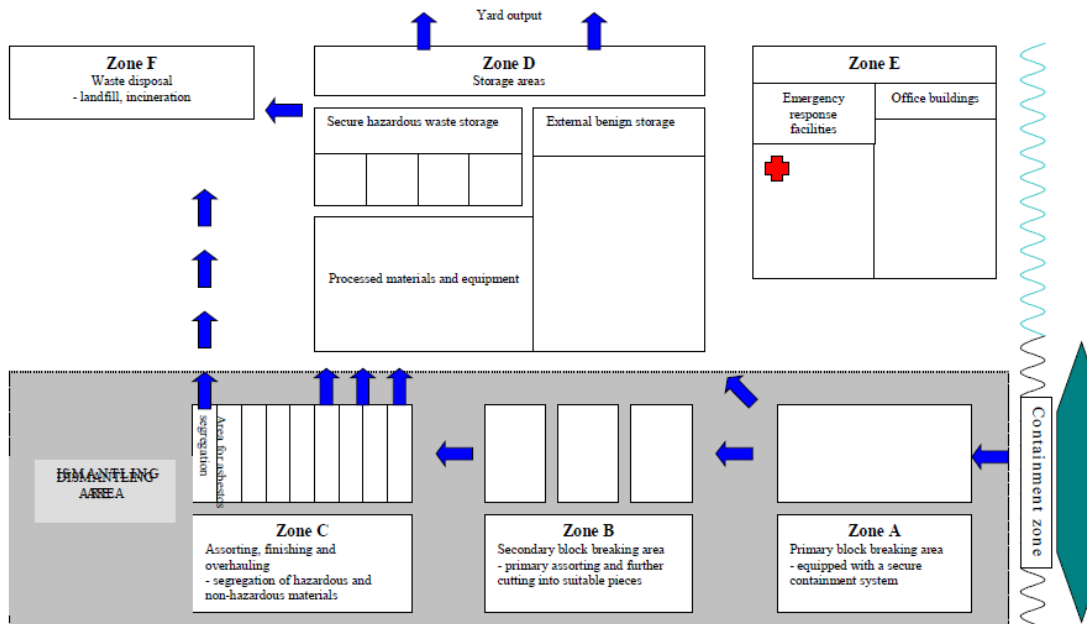 Yard output
Zone F
Waste disposal
- landfill, incineration
Zone D
Storage areas
Secure hazardous waste storage
External benign storage
Processed materials and equipment
Zone E
Emergency
response
facilities
Office buildings
Area for asbestos
segregation
DISMANTLING
AREA
Zone C
Assorting, finishing and
overhauling
- segregation of hazardous and
non-hazardous materials
Zone B
Secondary block breaking area
- primary assorting and further
cutting into suitable pieces
Zone A
Primary block breaking area
- equipped with a secure
containment system
Containment zone